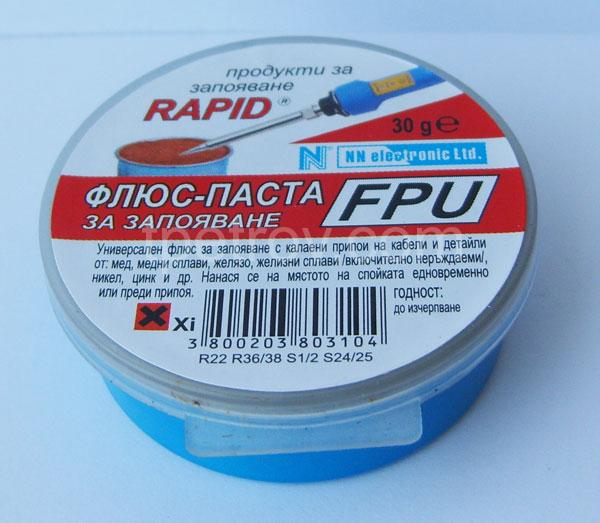 продукти за
запояване
RAPID®
30 g ℮
N NN electronic Ltd.
ФЛЮС-ПАСТА
ЗА ЗАПОЯВАНЕ
FPU
tpetrov.com
Универсален флюс за запояване с калаени припои на кабели и детайли
от: мед, медни сплави, желязо, желизни сплави /включително неръждаеми/,
никел, цинк и др. Нанася се на мястото на спойката едновременно
или преди припоя.
годност:
до изчерпване
Xi
3 800203 803104
R22 R36/38 S1/2 S24/25